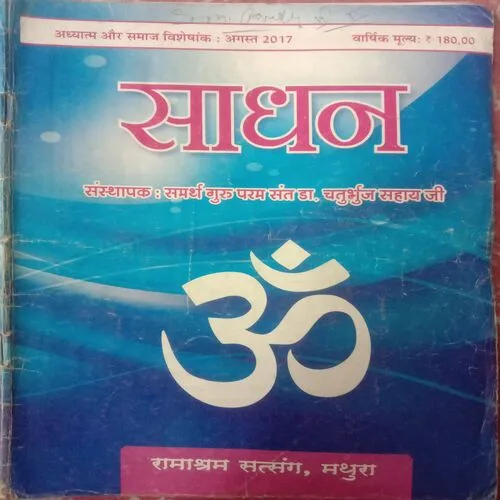 अध्यात्म और समाज विशेषांक : अगस्त 2017 वार्षिक मूल्य: ₹ 180.00
साधन
संस्थापक : समर्थ गुरु परम संत डा. चतुर्भुज सहाय जी
ॐ
रामाश्रम सत्संग, मथुरा